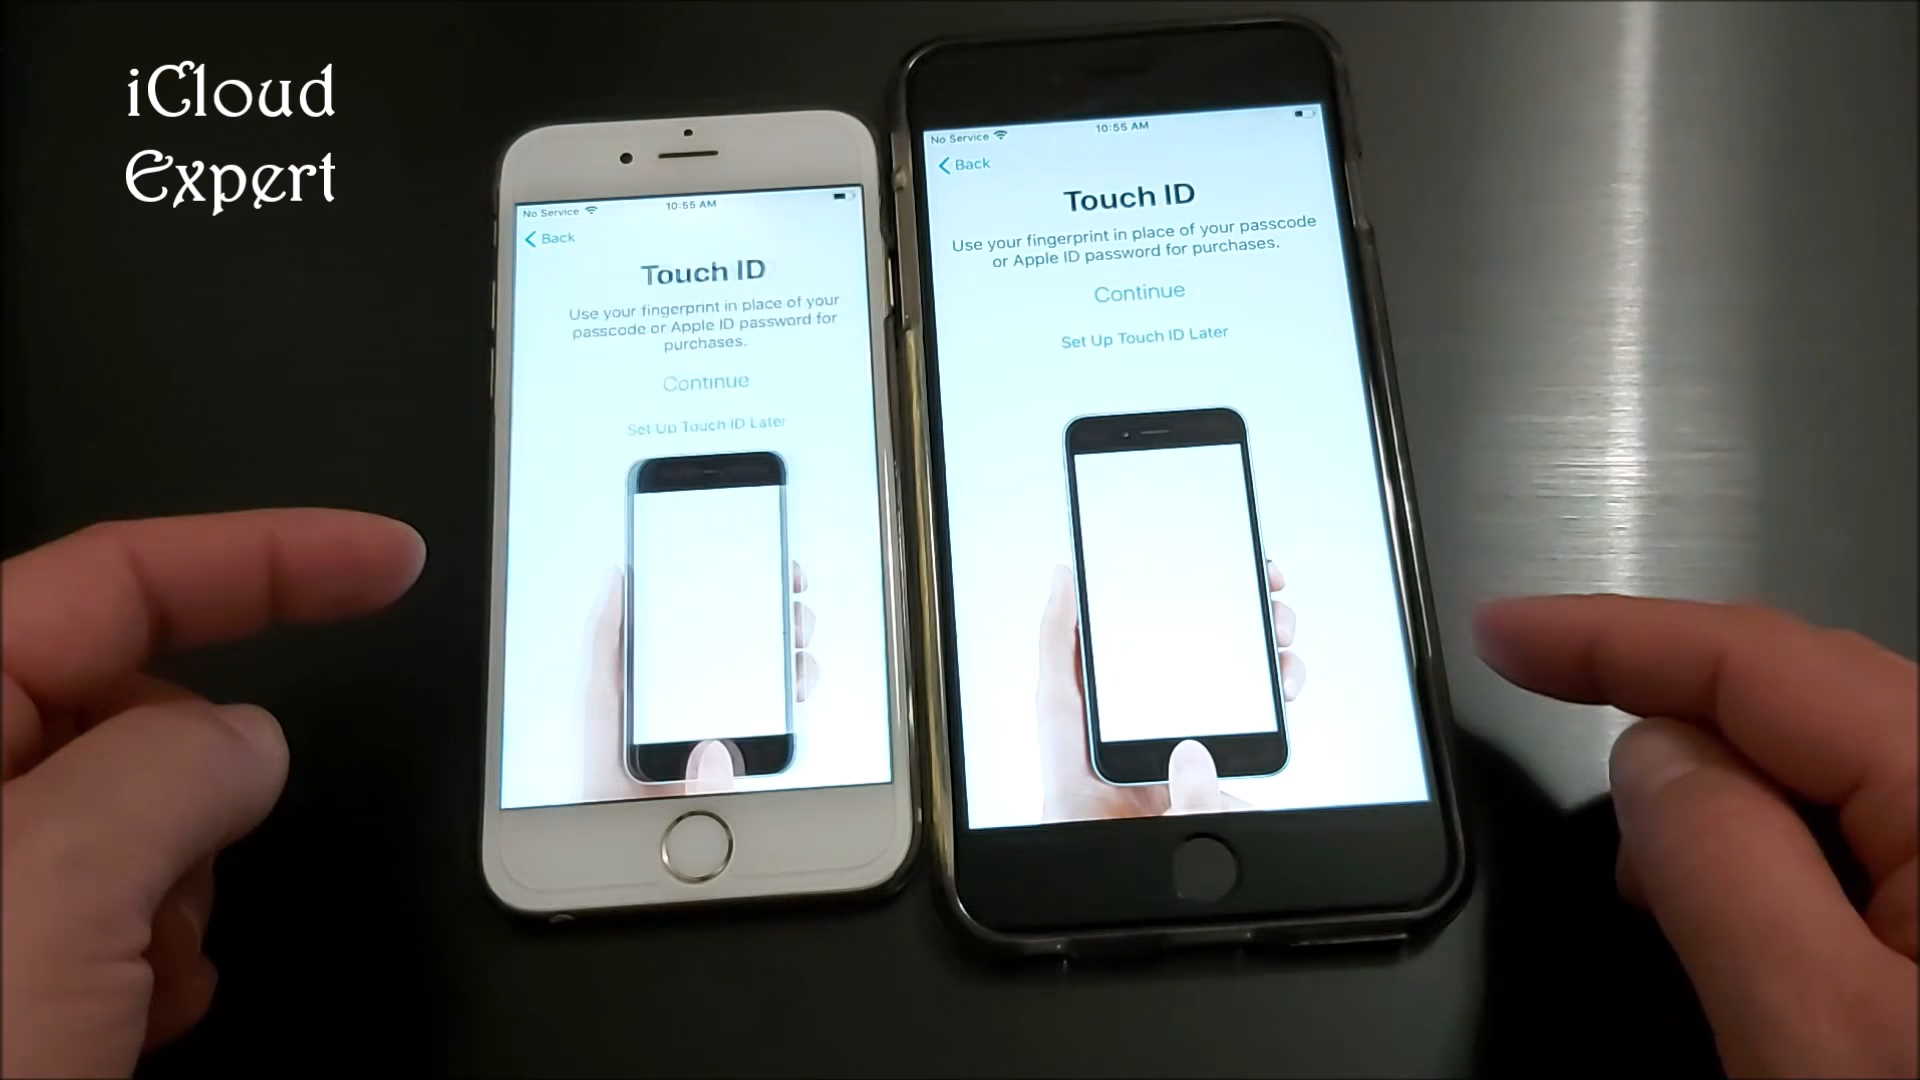 iCloud
Expert
No Service
10:55 AM
Back
Touch ID
Use your fingerprint in place of your
passcode or Apple ID password for
purchases.
Continue
Set Up Touch ID Later
No Service
10:55 AM
Back
Touch ID
Use your fingerprint in place of your passcode
or Apple ID password for purchases.
Continue
Set Up Touch ID Later